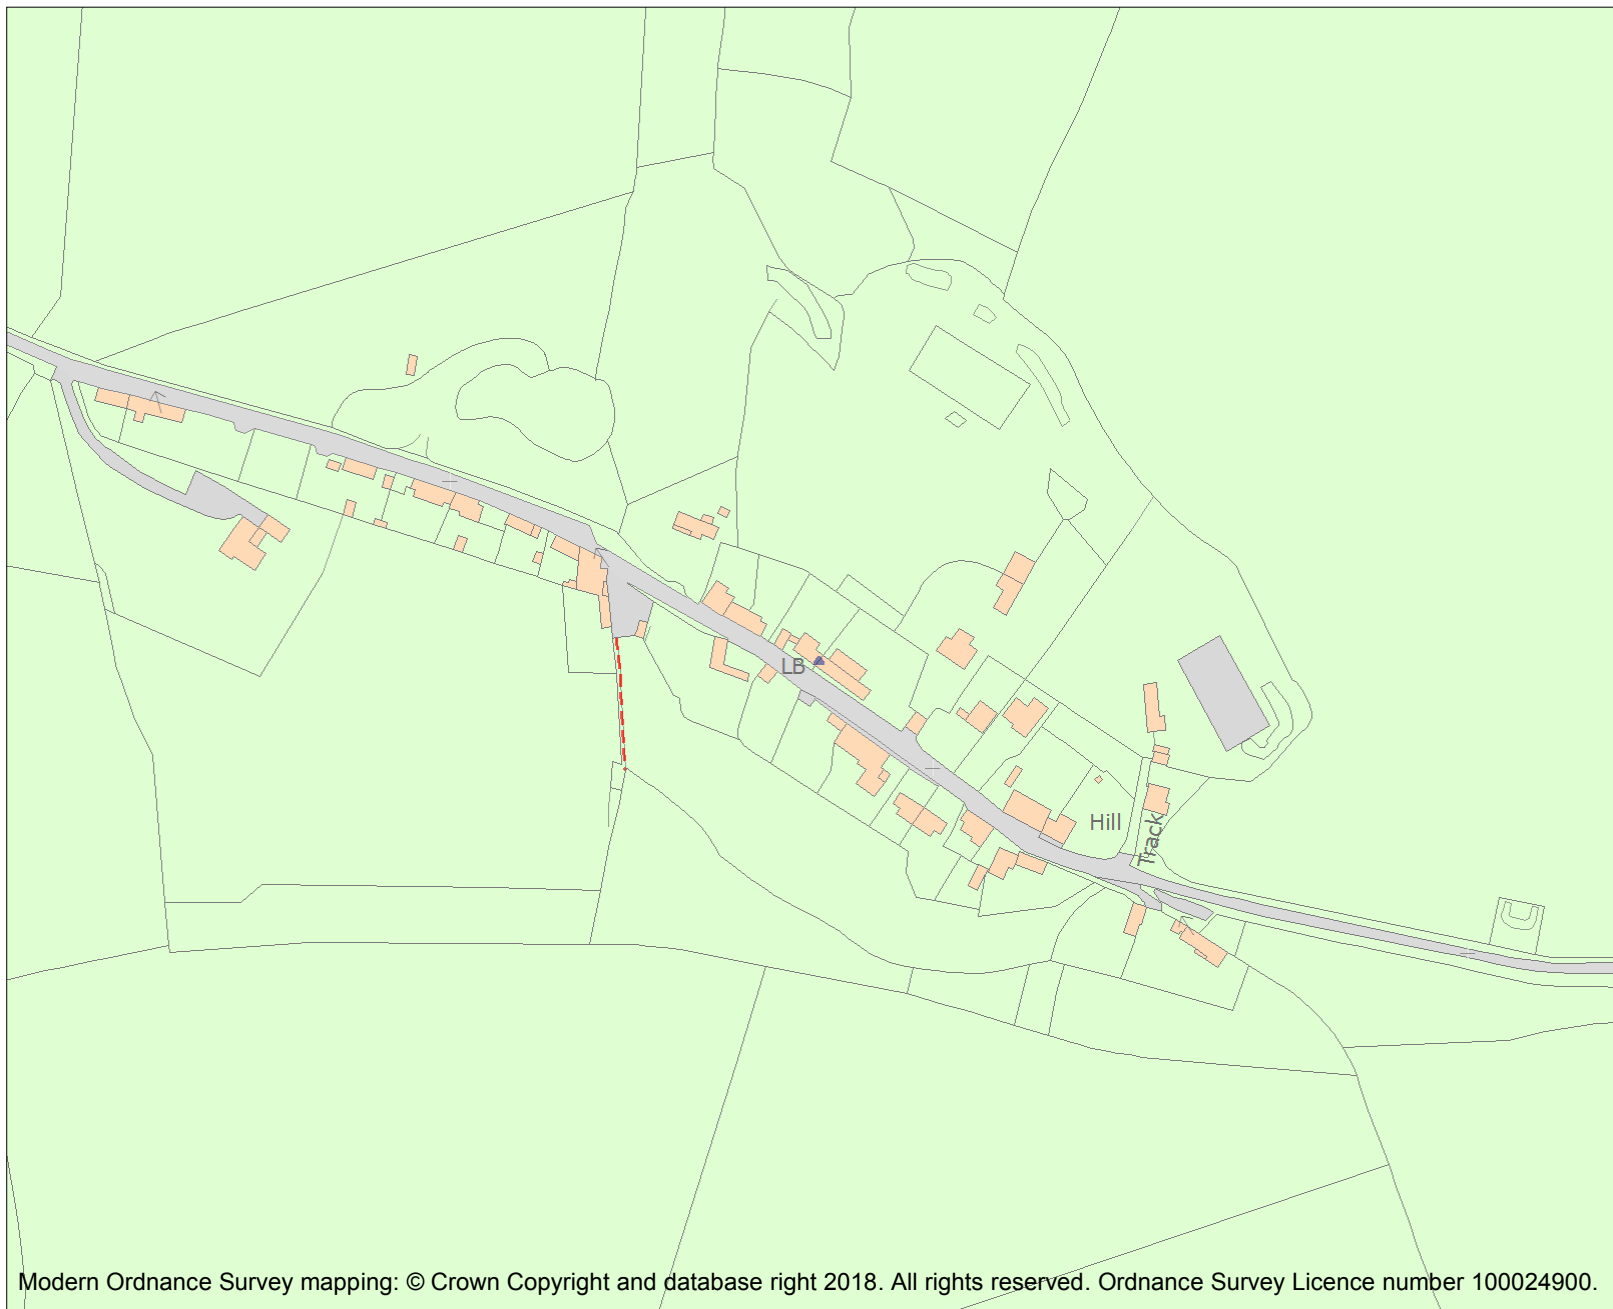 LB
Hill
Track
Modern Ordnance Survey mapping: © Crown Copyright and database right 2018. All rights reserved. Ordnance Survey Licence number 100024900.